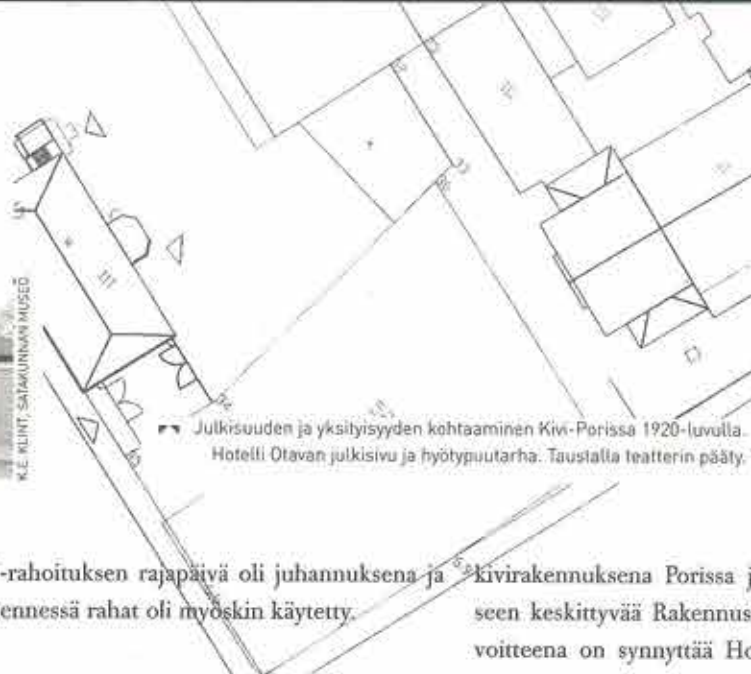 K.E. KLINT, SATAKUNNAN MUSEO
Julkisuuden ja yksityisyyden kohtaaminen Kivi-Porissa 1920-luvulla.
Hotelli Otavan julkisivu ja hyötypuutarha. Taustalla teatterin pääty.
-rahoituksen rajapäivä oli juhannuksena ja
ennessä rahat oli myöskin käytetty.
kivirakennuksena Porissa j
seen keskittyvää Rakennus
voitteena on synnyttää Ho